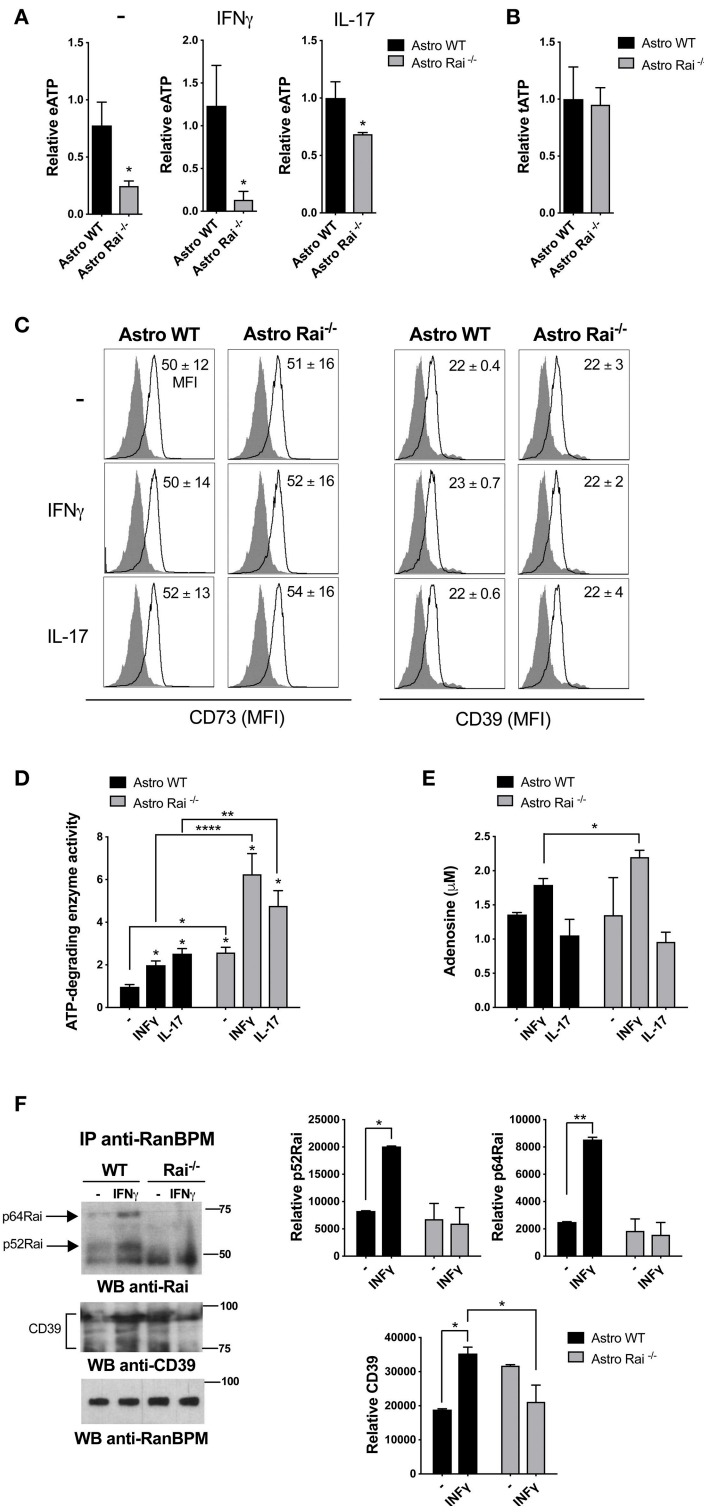 A
-
IFNγ
IL-17
Astro WT
Astro Rai -/-
Relative eATP
1.5
1.0
0.5
0.0
Astro WT
Astro Rai -/-
Relative eATP
2.0
1.5
1.0
0.5
0.0
Astro WT
Astro Rai -/-
Relative eATP
1.5
1.0
0.5
0.0
Astro WT
Astro Rai -/-
*
*
*
B
Astro WT
Astro Rai -/-
Relative tATP
1.5
1.0
0.5
0.0
Astro WT
Astro Rai -/-
C
Astro WT
Astro Rai-/-
Astro WT
Astro Rai-/-
-
50 ± 12
MFI
51 ± 16
22 ± 0.4
22 ± 3
IFNγ
50 ± 14
52 ± 16
23 ± 0.7
22 ± 2
IL-17
52 ± 13
54 ± 16
22 ± 0.6
22 ± 4
CD73 (MFI)
CD39 (MFI)
D
Astro WT
Astro Rai -/-
ATP-degrading enzyme activity
8
6
4
2
0
**
****
*
*
*
*
*
*
-
INFγ
IL-17
-
INFγ
IL-17
E
Astro WT
Astro Rai -/-
Adenosine (μM)
2.5
2.0
1.5
1.0
0.5
0.0
*
-
INFγ
IL-17
-
INFγ
IL-17
F
IP anti-RanBPM
WT
Rai-/-
-
IFNγ
-
IFNγ
p64Rai
p52Rai
75
50
WB anti-Rai
CD39
100
75
WB anti-CD39
100
WB anti-RanBPM
Relative p52Rai
25000
20000
15000
10000
5000
0
*
-
INFγ
-
INFγ
Relative p64Rai
10000
8000
6000
4000
2000
0
**
-
INFγ
-
INFγ
Relative CD39
40000
30000
20000
10000
0
*
*
-
INFγ
-
INFγ
Astro WT
Astro Rai -/-